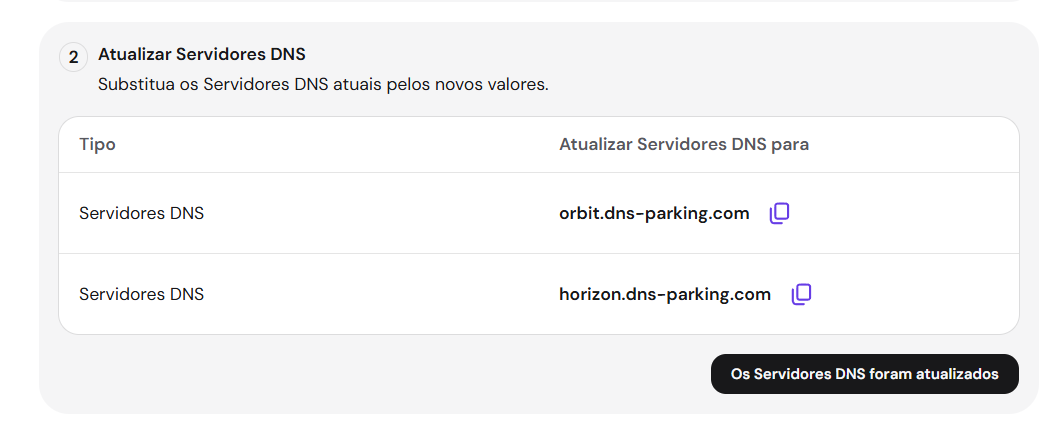 2
Atualizar Servidores DNS
Substitua os Servidores DNS atuais pelos novos valores.
Tipo Atualizar Servidores DNS para
Servidores DNS orbit.dns-parking.com
Servidores DNS horizon.dns-parking.com
Os Servidores DNS foram atualizados